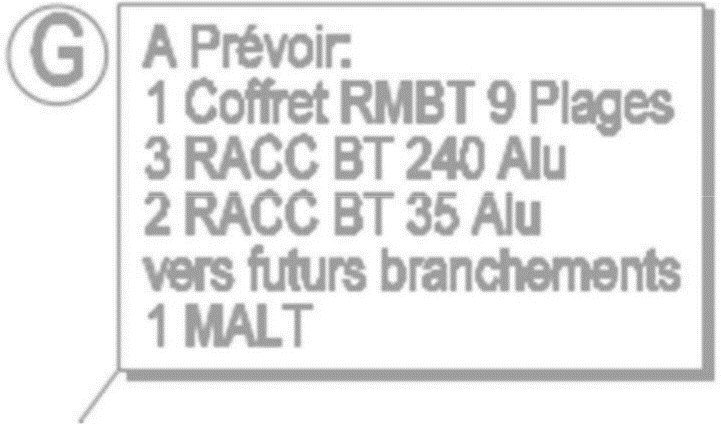 G
A Prévoir:
1 Coffret RMBT 9 Plages
3 RACC BT 240 Alu
2 RACC BT 35 Alu
vers futurs branchements
1 MALT